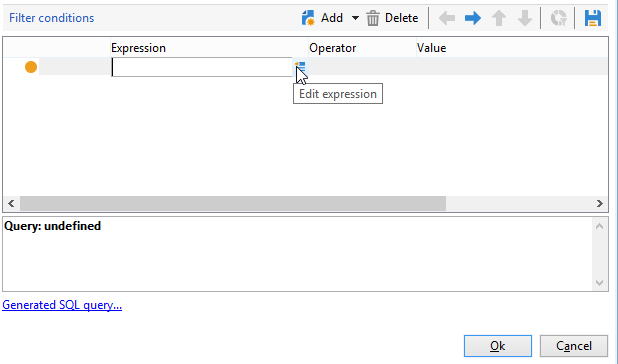 Filter conditions Add Delete
Expression Operator Value
Edit expression
Query: undefined
Generated SQL query...
Ok Cancel